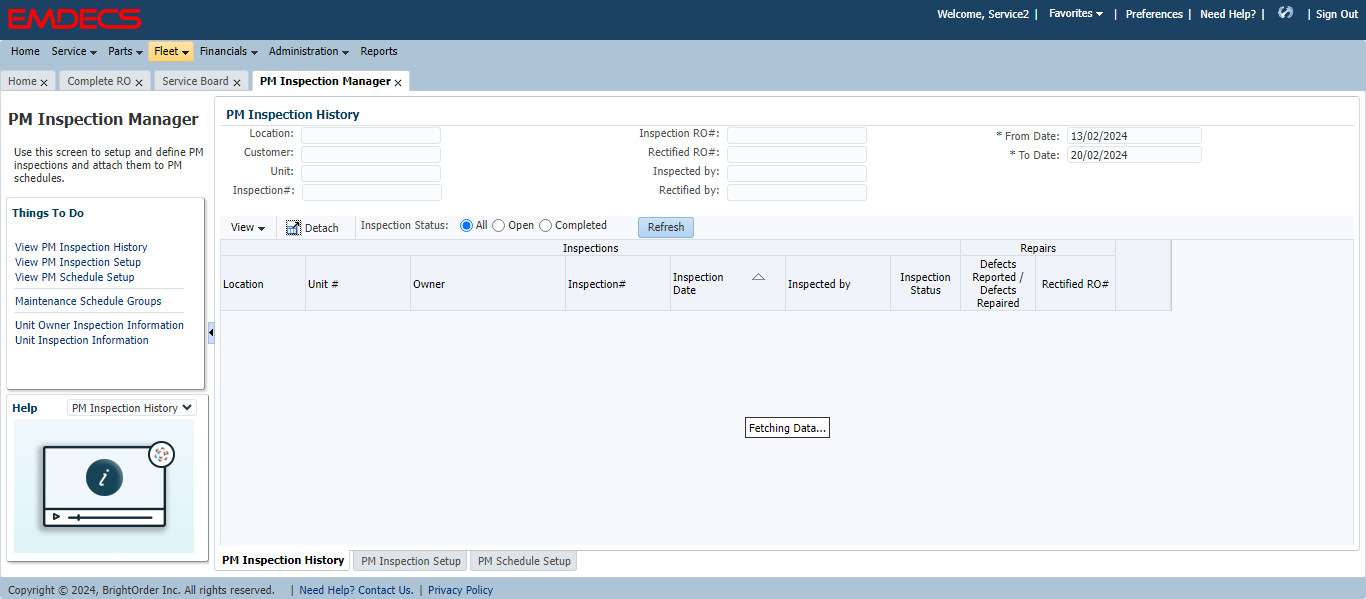 EMDECS
Welcome, Service2 | Favorites | Preferences | Need Help? | | Sign Out
Home Service Parts Fleet Financials Administration Reports
Home Complete RO Service Board PM Inspection Manager
PM Inspection Manager
Use this screen to setup and define PM
inspections and attach them to PM
schedules.
Things To Do
View PM Inspection History
View PM Inspection Setup
View PM Schedule Setup
Maintenance Schedule Groups
Unit Owner Inspection Information
Unit Inspection Information
Help PM Inspection History
i
PM Inspection History
Location: Inspection RO#: * From Date: 13/02/2024
Customer: Rectified RO#: * To Date: 20/02/2024
Unit: Inspected by:
Inspection#: Rectified by:
View Detach Inspection Status: All Open Completed Refresh
Inspections Repairs
Location Unit # Owner Inspection# Inspection Date Inspected by Inspection Status Defects Reported / Defects Repaired Rectified RO#
Fetching Data...
PM Inspection History PM Inspection Setup PM Schedule Setup
Copyright © 2024, BrightOrder Inc. All rights reserved. | Need Help? Contact Us. | Privacy Policy